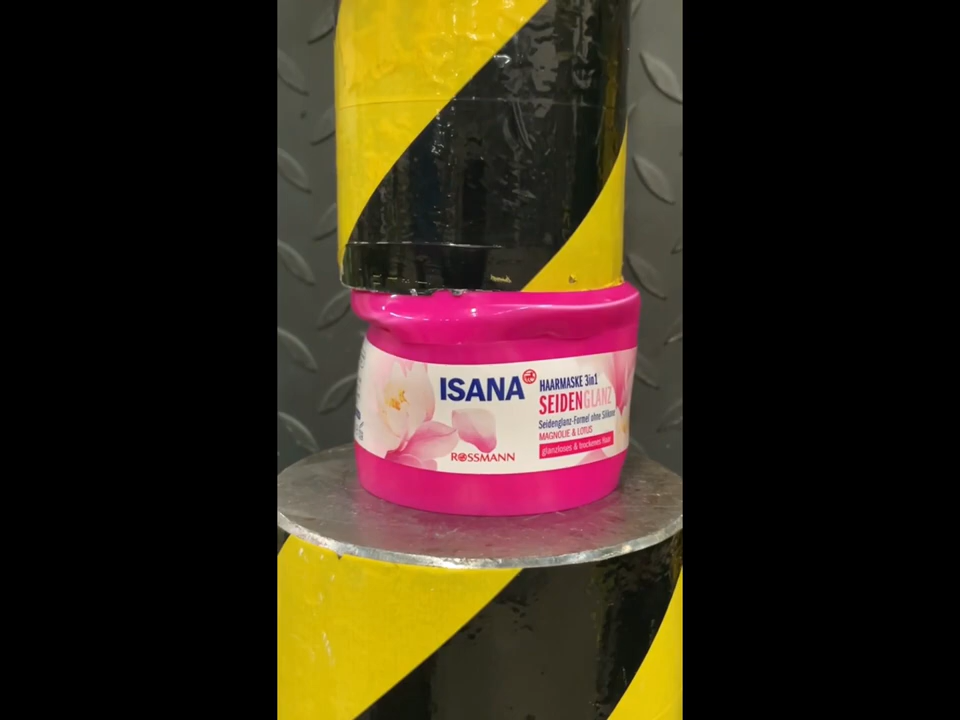 ISANA
HAARMASKE 3in1
SEIDENGLANZ
Seidenglanz-Formel ohne Silikone
MAGNOLIE & LOTUS
glanzloses & trockenes Haar
ROSSMANN